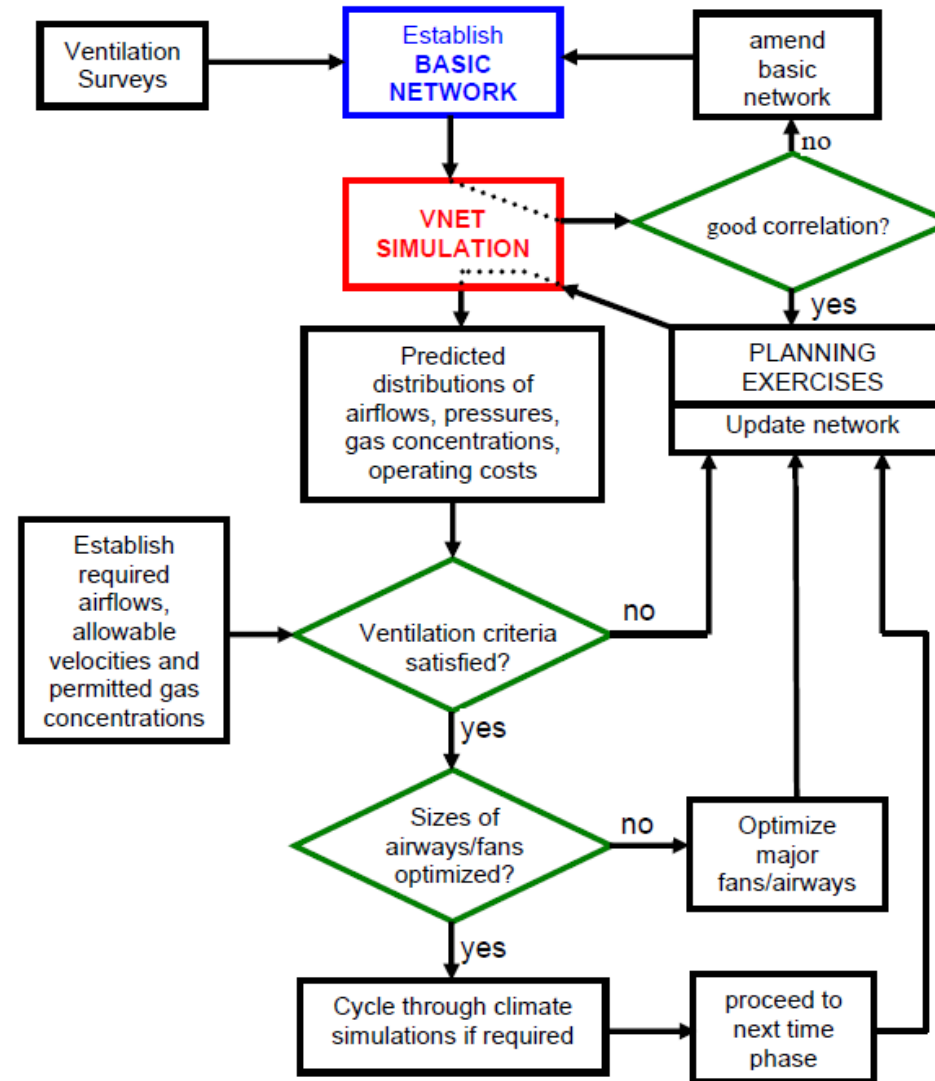 Ventilation
Surveys
Establish
BASIC
NETWORK
amend
basic
network
no
VNET
SIMULATION
good correlation?
yes
Predicted
distributions of
airflows, pressures,
gas concentrations,
operating costs
PLANNING
EXERCISES
Update network
Establish
required
airflows,
allowable
velocities and
permitted gas
concentrations
Ventilation criteria
satisfied?
no
yes
Sizes of
airways/fans
optimized?
no
Optimize
major
fans/airways
yes
Cycle through climate
simulations if required
proceed to
next time
phase